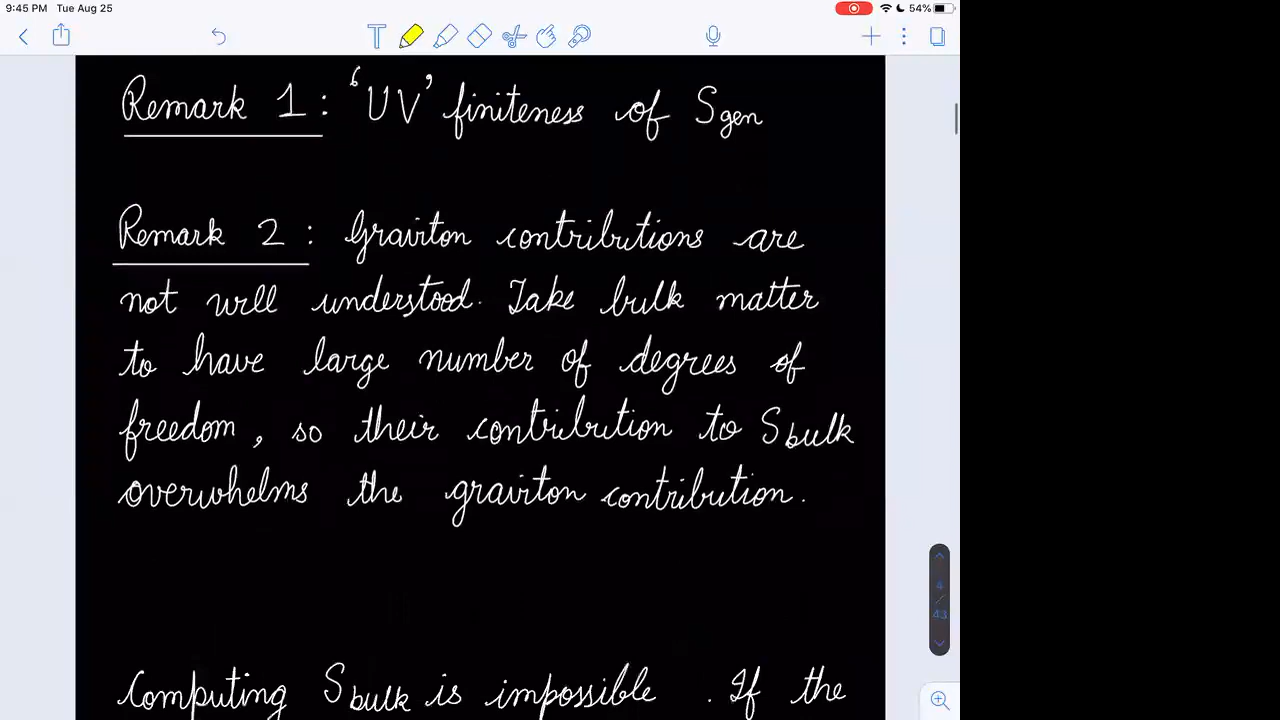 9:45 PM Tue Aug 25
54%
Remark 1 : 'UV' finiteness of Sgen
Remark 2 : Graviton contributions are
not well understood. Take bulk matter
to have large number of degrees of
freedom, so their contribution to Sbulk
overwhelms the graviton contribution.
4
/
43
Computing Sbulk is impossible . If the